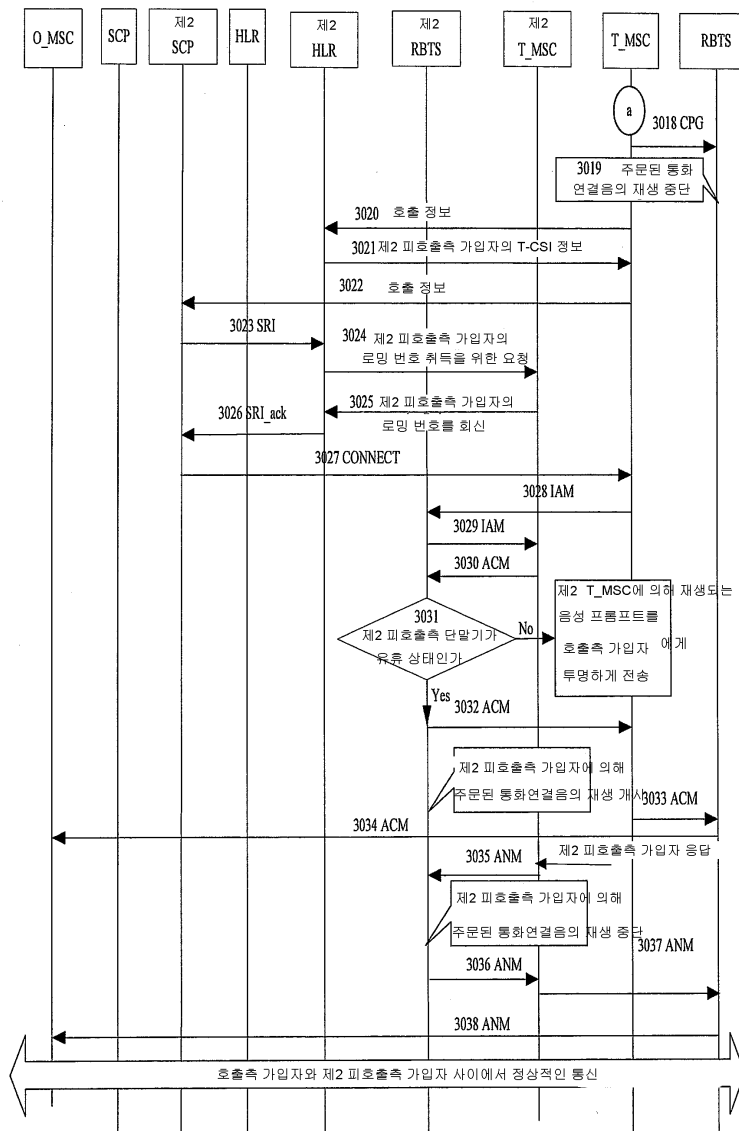 O_MSC
SCP
제2
SCP
HLR
제2
HLR
제2
RBTS
제2
T_MSC
T_MSC
RBTS
a
3018 CPG
3019 주문된 통화
연결음의 재생 중단
3020 호출 정보
3021 제2 피호출측 가입자의 T-CSI 정보
3022 호출 정보
3023 SRI
3024 제2 피호출측 가입자의
로밍 번호 취득을 위한 요청
3025 제2 피호출측 가입자의
로밍 번호를 회신
3026 SRI_ack
3027 CONNECT
3028 IAM
3029 IAM
3030 ACM
3031
제2 피호출측 단말기가
유휴 상태인가
No
제2 T_MSC에 의해 재생되는
음성 프롬프트를
호출측 가입자 에게
투명하게 전송
Yes
3032 ACM
제2 피호출측 가입자에 의해
주문된 통화연결음의 재생 개시
3033 ACM
3034 ACM
제2 피호출측 가입자 응답
3035 ANM
제2 피호출측 가입자에 의해
주문된 통화연결음의 재생 중단
3036 ANM
3037 ANM
3038 ANM
호출측 가입자와 제2 피호출측 가입자 사이에서 정상적인 통신